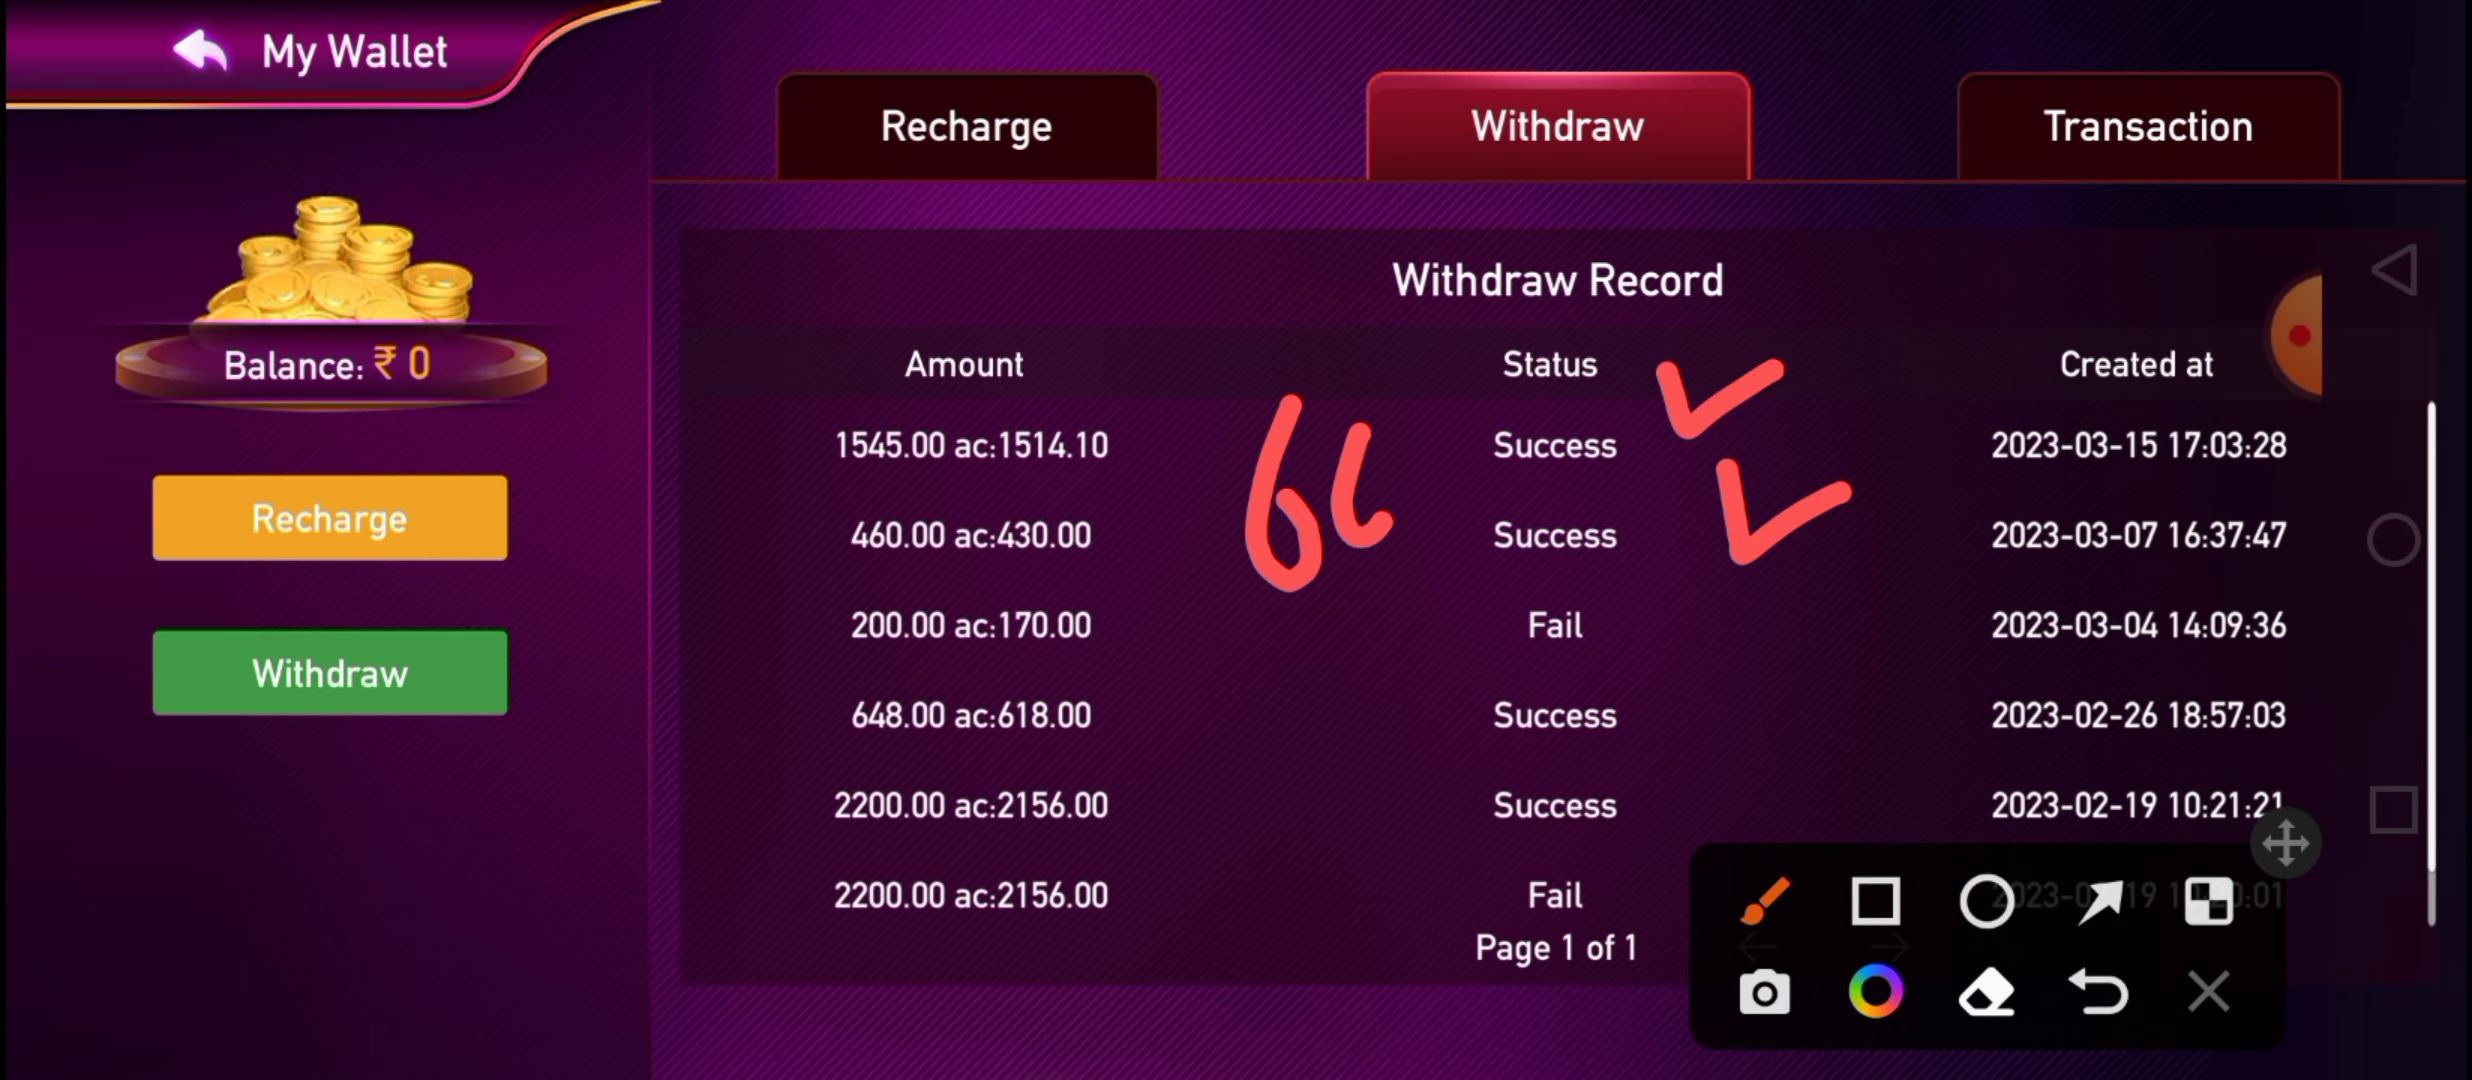 My Wallet
Recharge
Withdraw
Transaction
Balance: ₹ 0
Recharge
Withdraw
Withdraw Record
Amount Status Created at
1545.00 ac:1514.10 Success 2023-03-15 17:03:28
460.00 ac:430.00 Success 2023-03-07 16:37:47
200.00 ac:170.00 Fail 2023-03-04 14:09:36
648.00 ac:618.00 Success 2023-02-26 18:57:03
2200.00 ac:2156.00 Success 2023-02-19 10:21:21
2200.00 ac:2156.00 Fail
Page 1 of 1